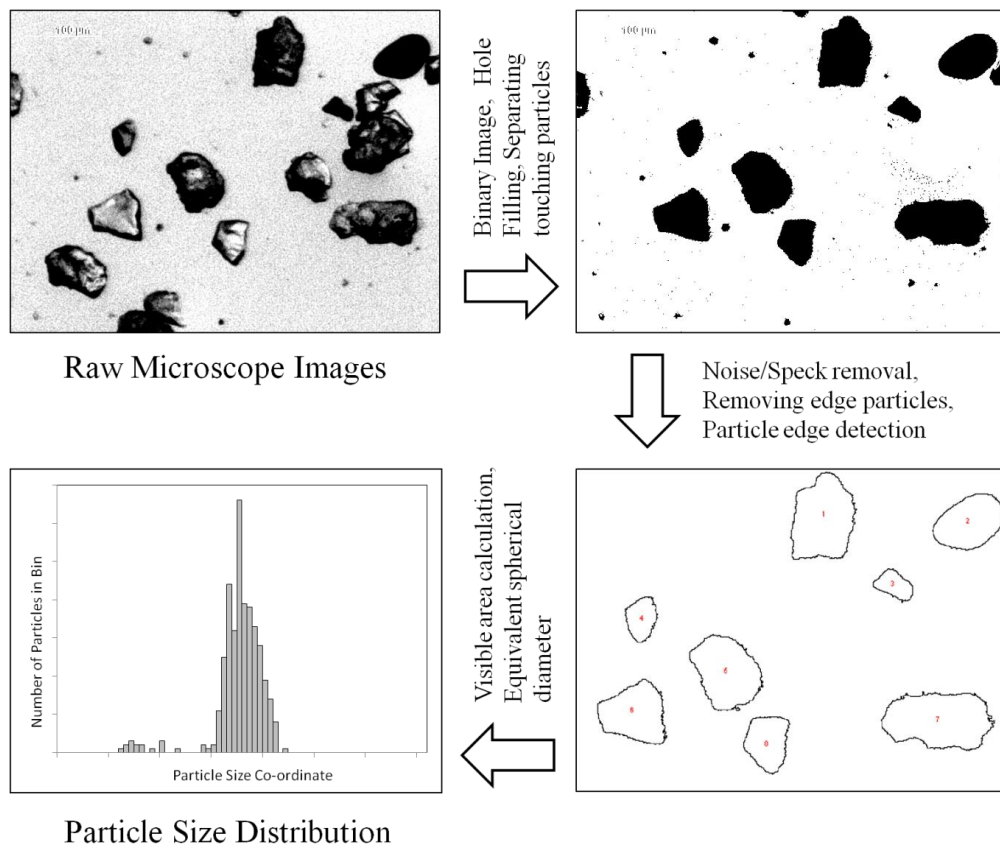 100 µm
Binary Image, Hole
Filling, Separating
touching particles
100 µm
Raw Microscope Images
Noise/Speck removal,
Removing edge particles,
Particle edge detection
1
2
3
4
5
7
Visible area calculation,
Equivalent spherical
diameter
Number of Particles in Bin
Particle Size Co-ordinate
Particle Size Distribution